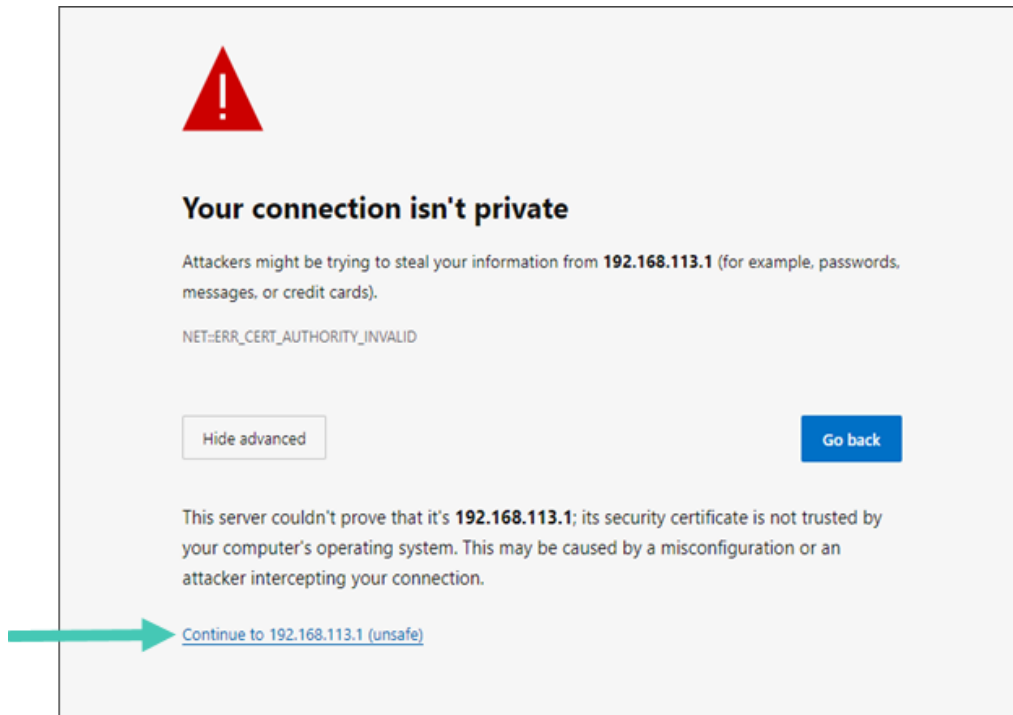 Your connection isn't private
Attackers might be trying to steal your information from 192.168.113.1 (for example, passwords,
messages, or credit cards).
NET::ERR_CERT_AUTHORITY_INVALID
Hide advanced
Go back
This server couldn't prove that it's 192.168.113.1; its security certificate is not trusted by
your computer's operating system. This may be caused by a misconfiguration or an
attacker intercepting your connection.
Continue to 192.168.113.1 (unsafe)